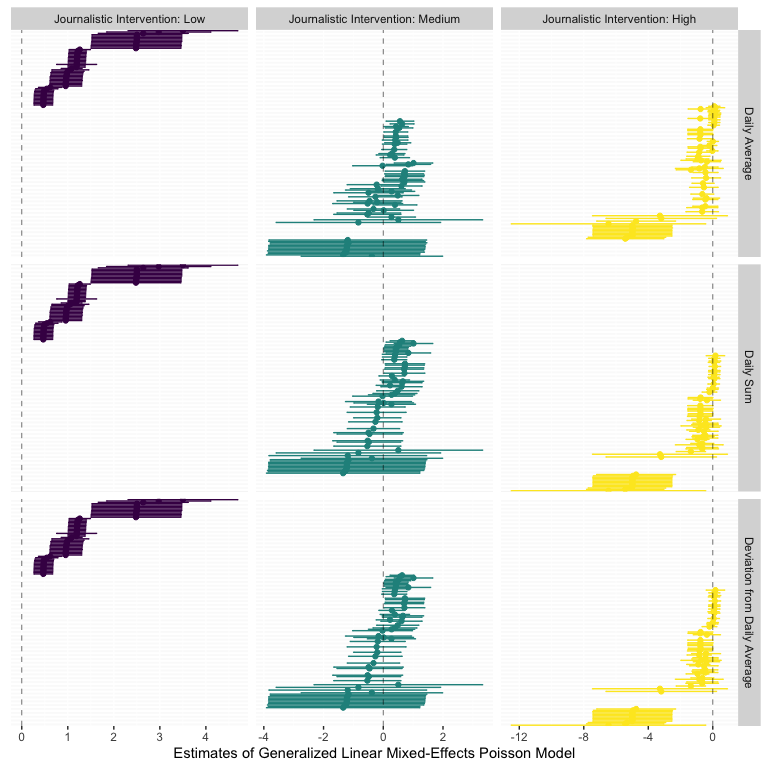 Journalistic Intervention: Low
Journalistic Intervention: Medium
Journalistic Intervention: High
Daily Average
Daily Sum
Deviation from Daily Average
0 1 2 3 4
-4 -2 0 2
-12 -8 -4 0
Estimates of Generalized Linear Mixed-Effects Poisson Model